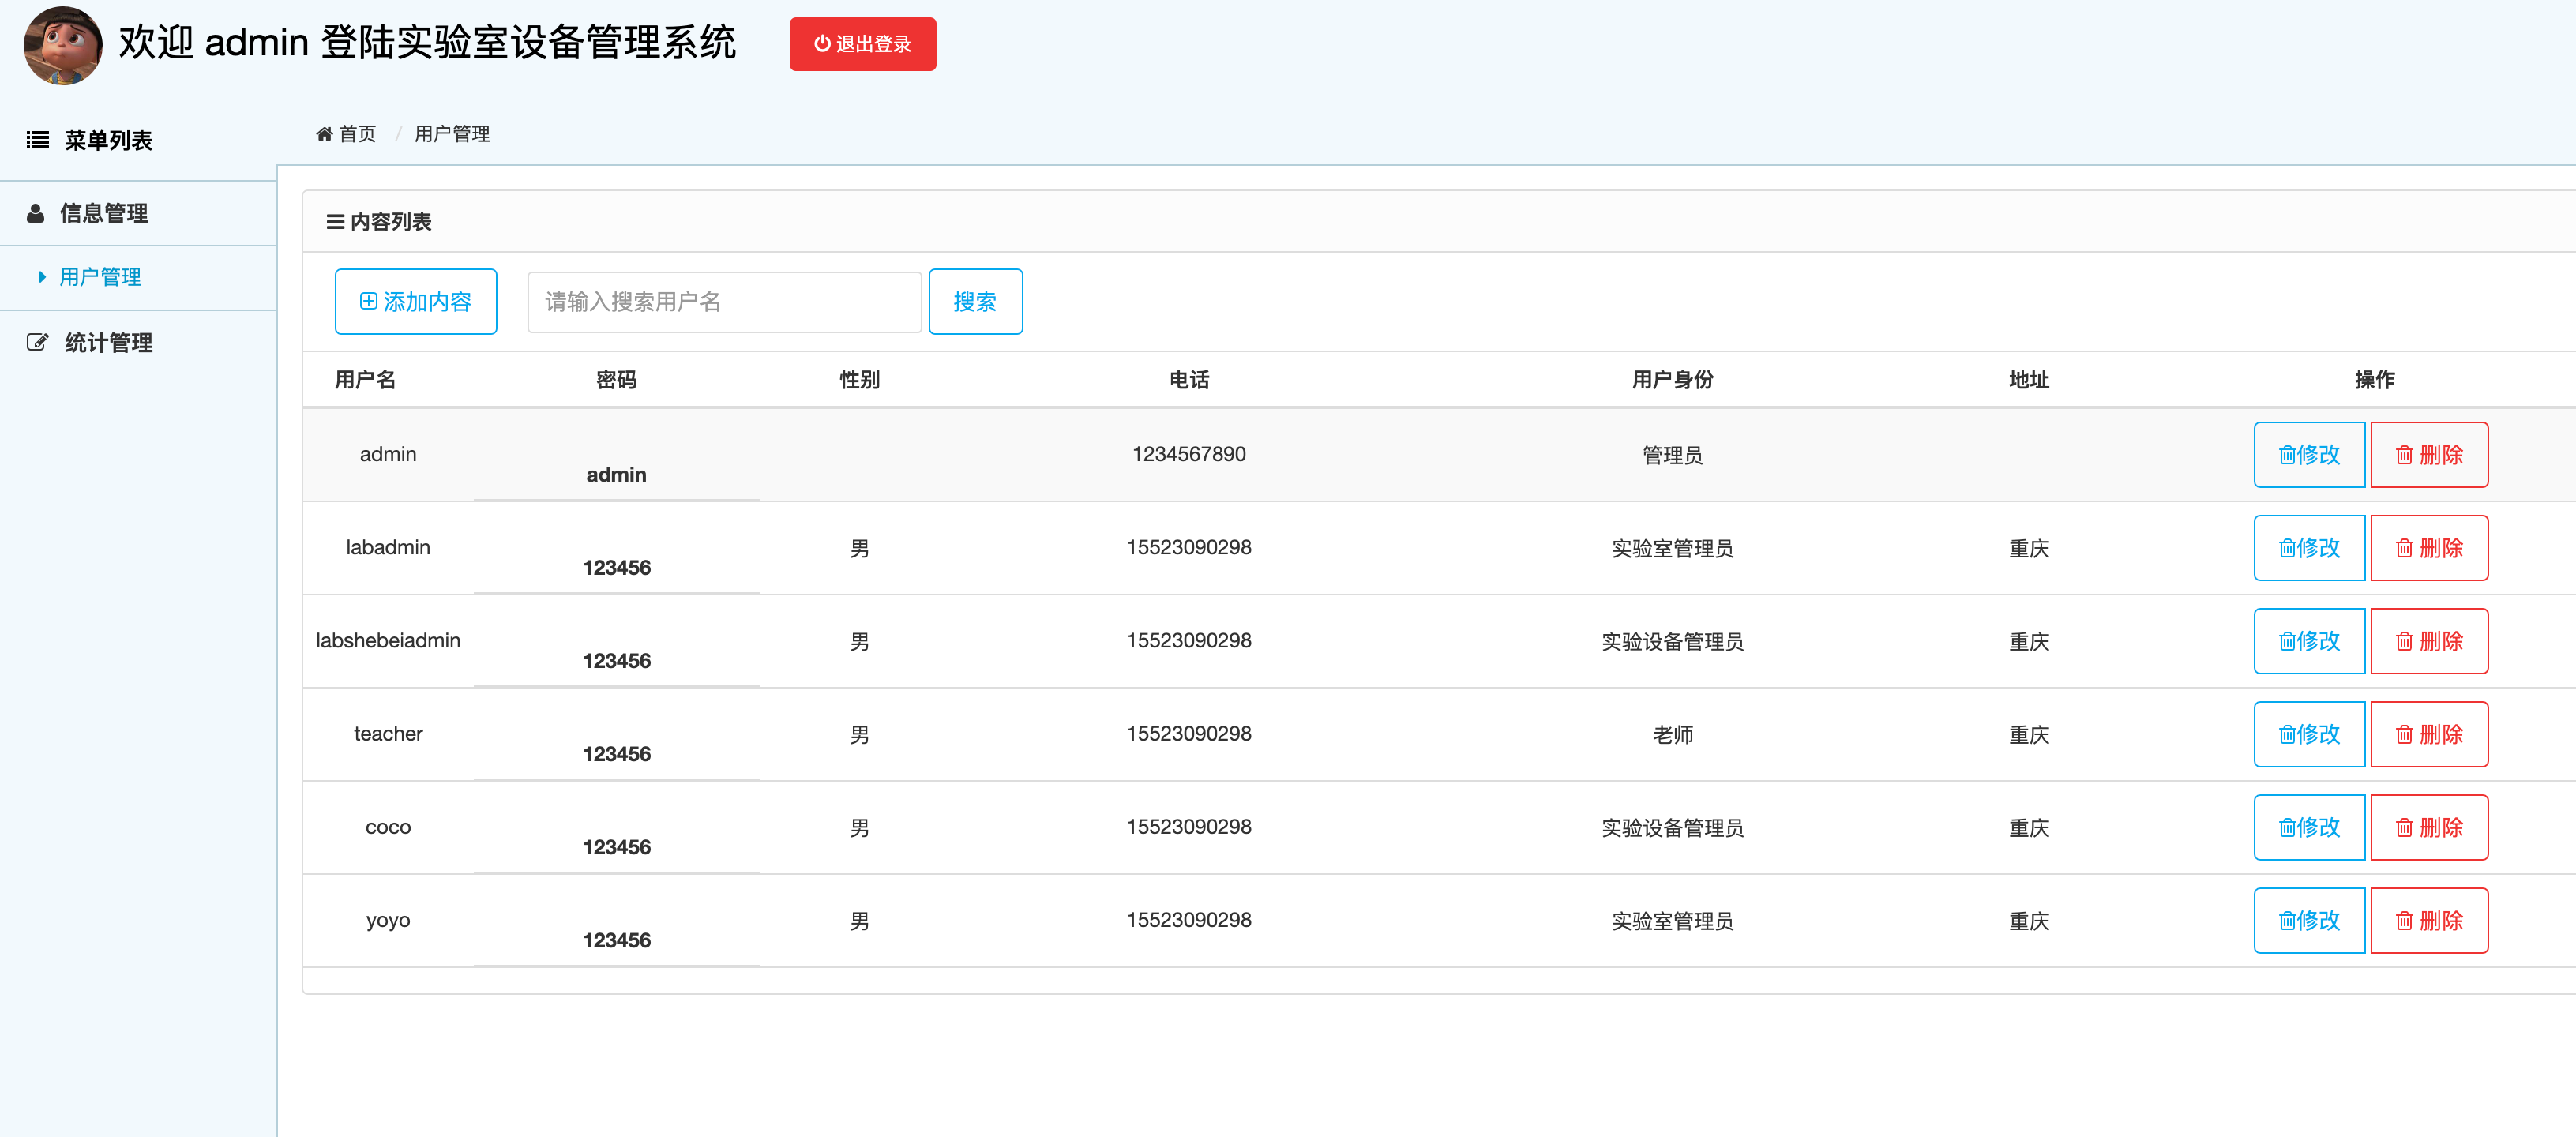 欢迎 admin 登陆实验室设备管理系统 退出登录
菜单列表
首页 / 用户管理
信息管理
用户管理
统计管理
内容列表
添加内容 请输入搜索用户名 搜索
用户名 密码 性别 电话 用户身份 地址 操作
admin admin 1234567890 管理员 修改 删除
labadmin 123456 男 15523090298 实验室管理员 重庆 修改 删除
labshebeiadmin 123456 男 15523090298 实验设备管理员 重庆 修改 删除
teacher 123456 男 15523090298 老师 重庆 修改 删除
coco 123456 男 15523090298 实验设备管理员 重庆 修改 删除
yoyo 123456 男 15523090298 实验室管理员 重庆 修改 删除